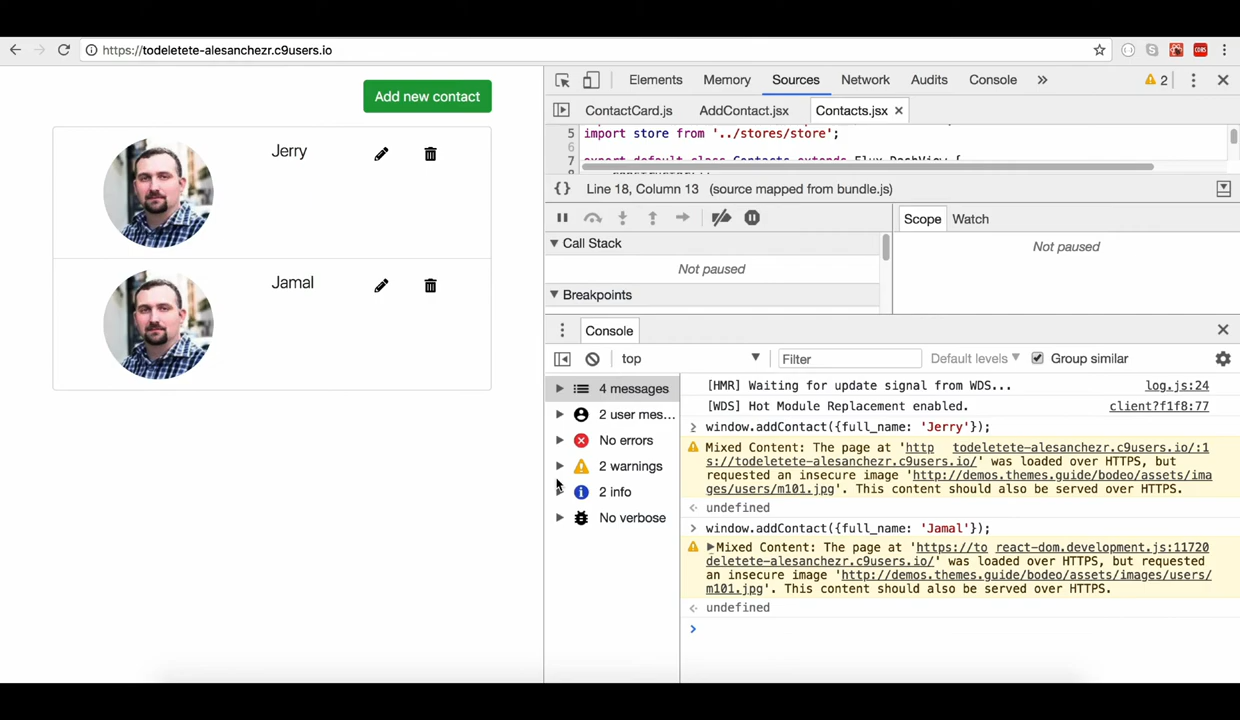 https://todeletete-alesanchezr.c9users.io
Add new contact
Jerry
Jamal
Elements Memory Sources Network Audits Console » 2
ContactCard.js AddContact.jsx Contacts.jsx ×
5 import store from '../stores/store';
6
7 export default class Contacts extends Flux.DashView {
{} Line 18, Column 13 (source mapped from bundle.js)
Scope Watch
Call Stack
Not paused
Not paused
Breakpoints
Console
top Filter Default levels Group similar
4 messages
2 user mes...
No errors
2 warnings
2 info
No verbose
[HMR] Waiting for update signal from WDS... log.js:24
[WDS] Hot Module Replacement enabled. client?f1f8:77
window.addContact({full_name: 'Jerry'});
Mixed Content: The page at 'http todeletete-alesanchezr.c9users.io/:1
s://todeletete-alesanchezr.c9users.io/' was loaded over HTTPS, but
requested an insecure image 'http://demos.themes.guide/bodeo/assets/ima
ges/users/m101.jpg'. This content should also be served over HTTPS.
undefined
window.addContact({full_name: 'Jamal'});
Mixed Content: The page at 'https://to react-dom.development.js:11720
deletete-alesanchezr.c9users.io/' was loaded over HTTPS, but requested
an insecure image 'http://demos.themes.guide/bodeo/assets/images/users/
m101.jpg'. This content should also be served over HTTPS.
undefined